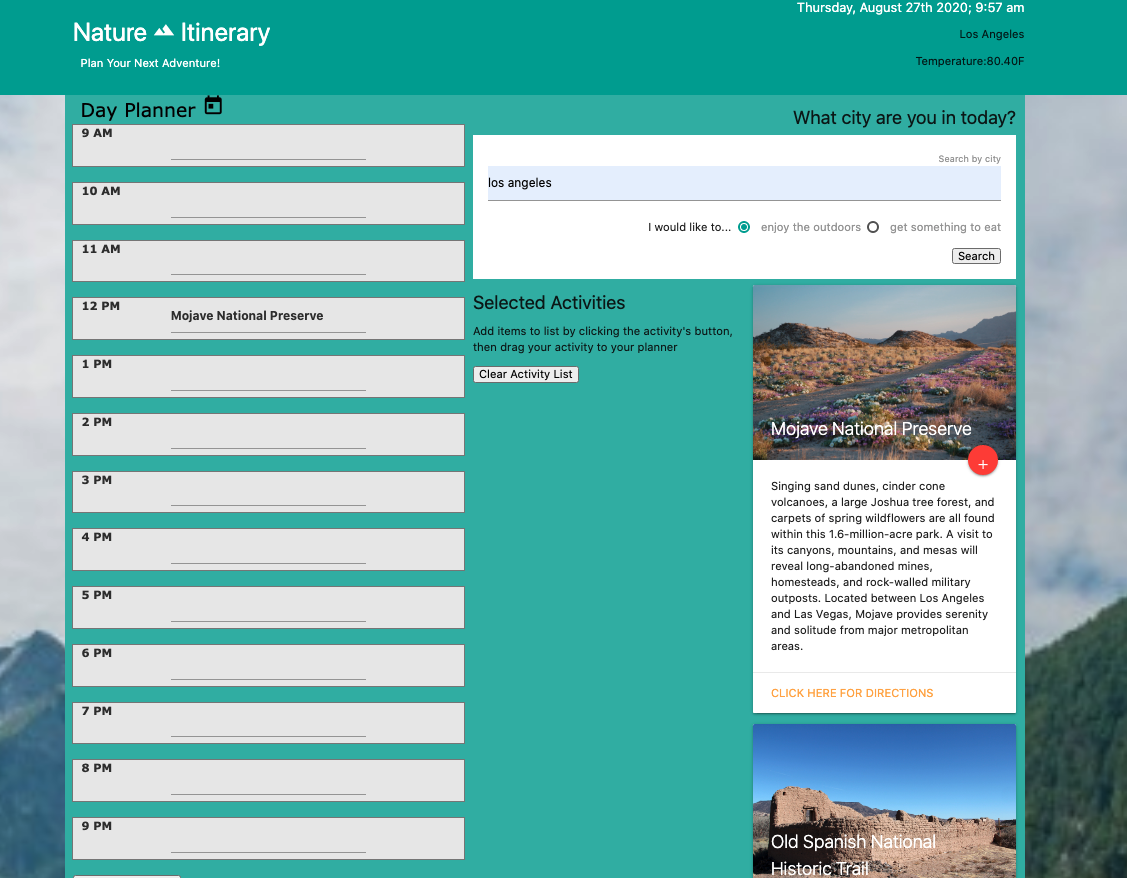 Nature Itinerary
Plan Your Next Adventure!
Thursday, August 27th 2020; 9:57 am
Los Angeles
Temperature:80.40F
Day Planner
9 AM
10 AM
11 AM
12 PM
Mojave National Preserve
1 PM
2 PM
3 PM
4 PM
5 PM
6 PM
7 PM
8 PM
9 PM
What city are you in today?
Search by city
los angeles
I would like to... enjoy the outdoors get something to eat
Search
Selected Activities
Add items to list by clicking the activity's button,
then drag your activity to your planner
Clear Activity List
Mojave National Preserve
+
Singing sand dunes, cinder cone
volcanoes, a large Joshua tree forest, and
carpets of spring wildflowers are all found
within this 1.6-million-acre park. A visit to
its canyons, mountains, and mesas will
reveal long-abandoned mines,
homesteads, and rock-walled military
outposts. Located between Los Angeles
and Las Vegas, Mojave provides serenity
and solitude from major metropolitan
areas.
CLICK HERE FOR DIRECTIONS
Old Spanish National
Historic Trail